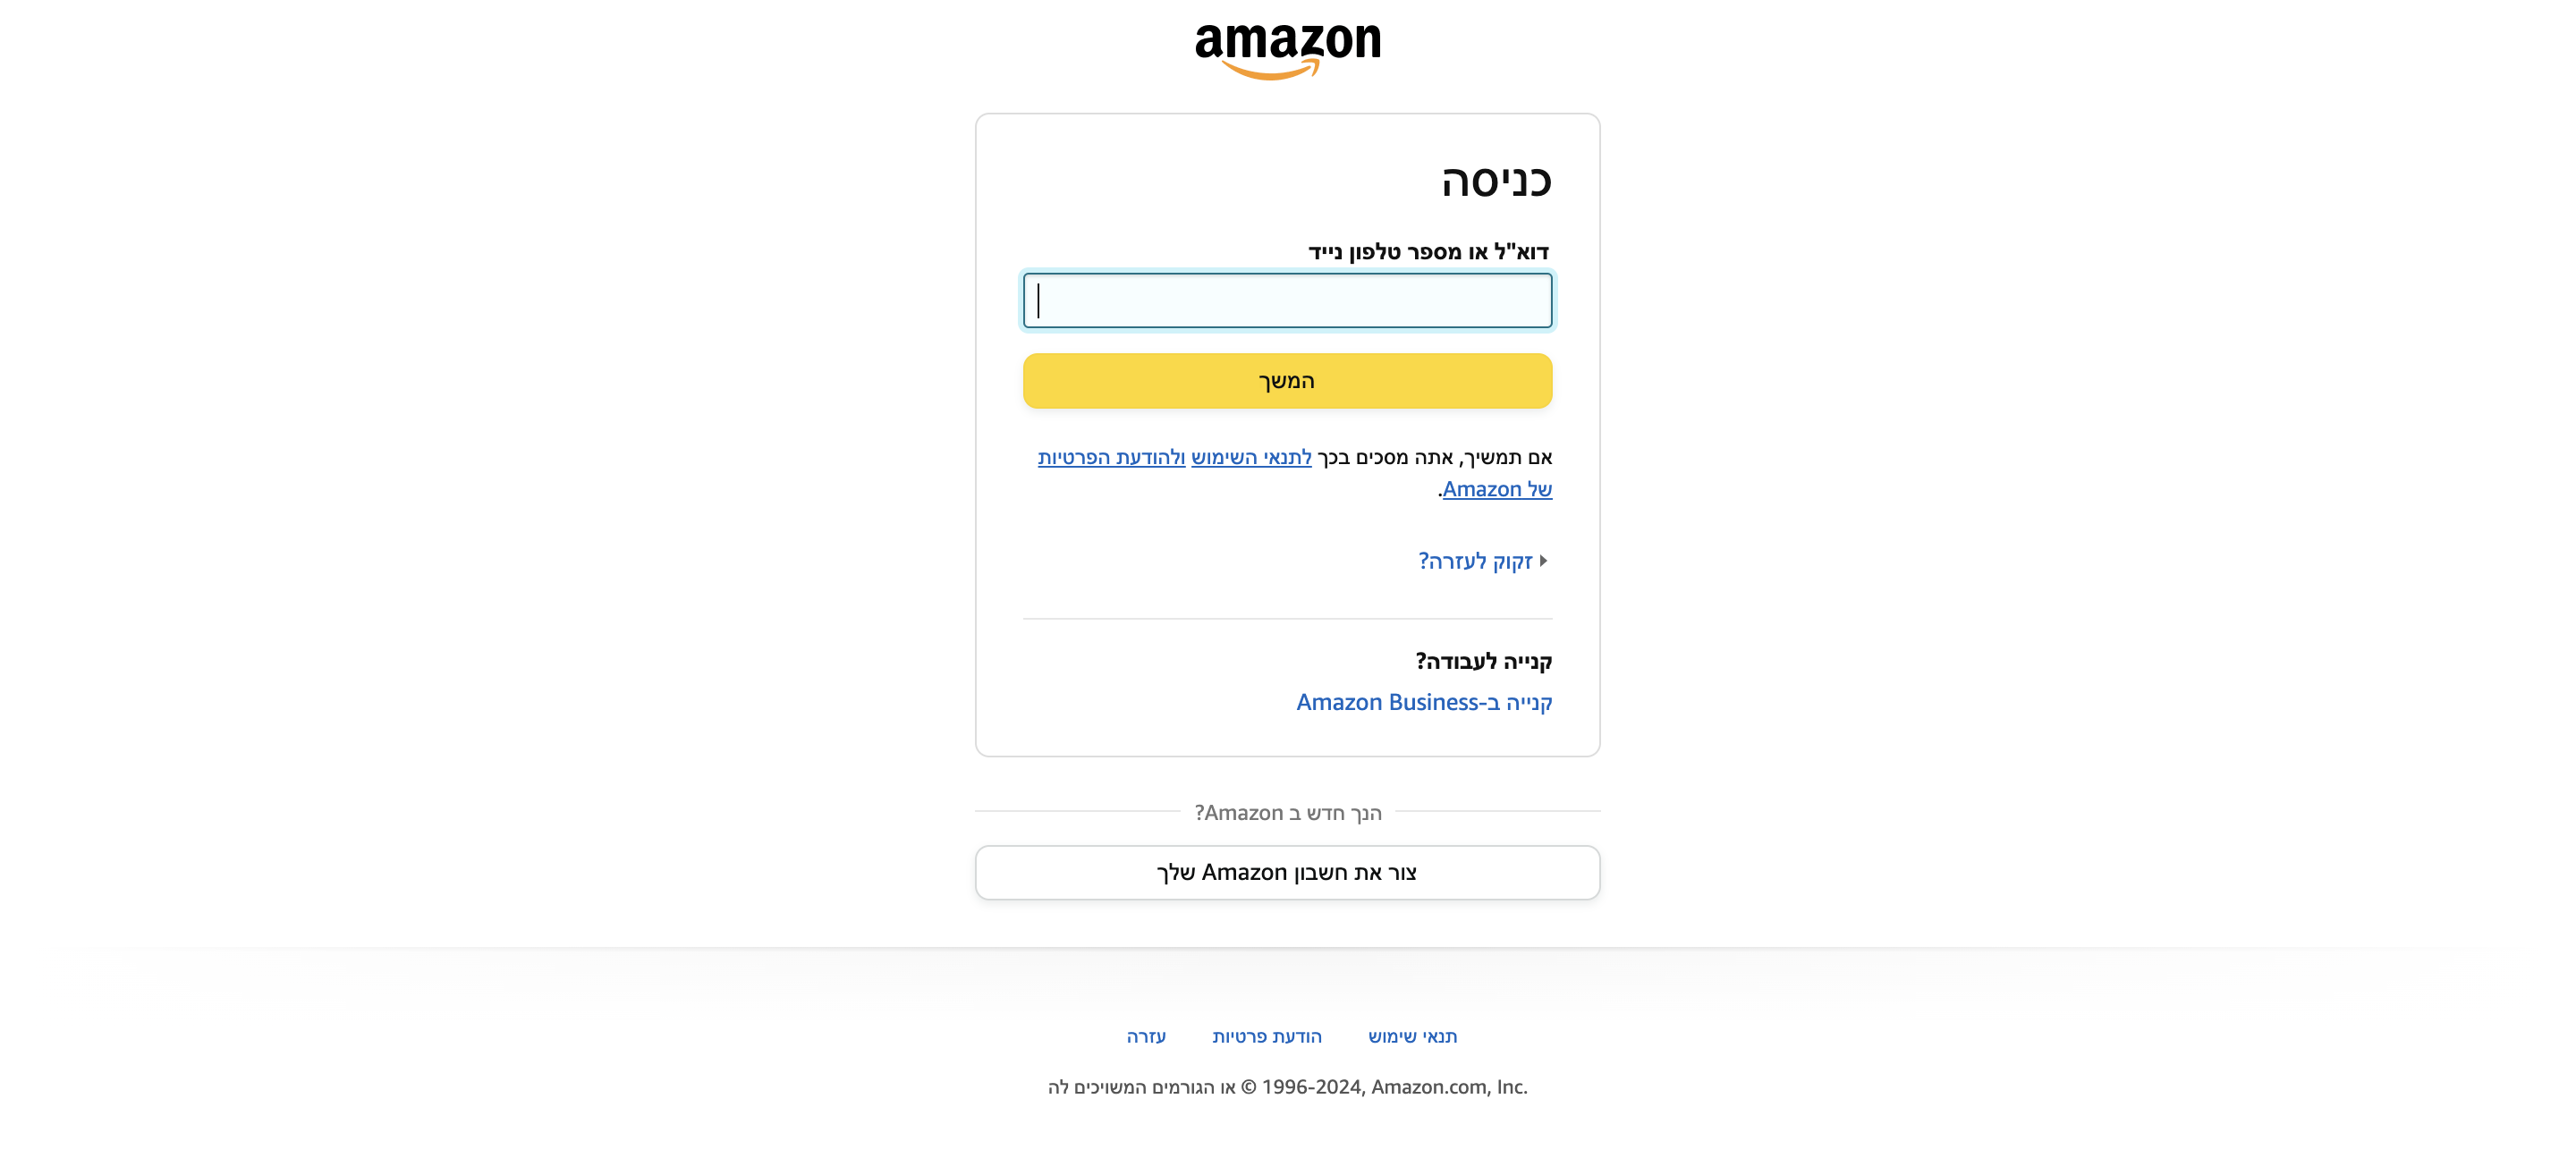 amazon
כניסה
דוא"ל או מספר טלפון נייד
המשך
אם תמשיך, אתה מסכים בכך לתנאי השימוש ולהודעת הפרטיות
של Amazon.
זקוק לעזרה?
קנייה לעבודה?
קנייה ב-Amazon Business
הנך חדש ב Amazon?
צור את חשבון Amazon שלך
תנאי שימוש הודעת פרטיות עזרה
או הגורמים המשויכים לה © 1996-2024, Amazon.com, Inc.